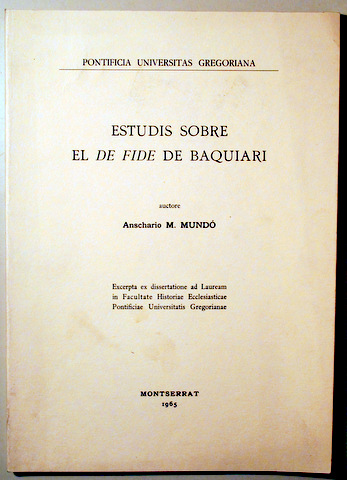 PONTIFICIA UNIVERSITAS GREGORIANA
ESTUDIS SOBRE
EL DE FIDE DE BAQUIARI
auctore
Anschario M. MUNDÓ
Excerpta ex dissertatione ad Lauream
in Facultate Historiae Ecclesiasticae
Pontificiae Universitatis Gregorianae
MONTSERRAT
1965